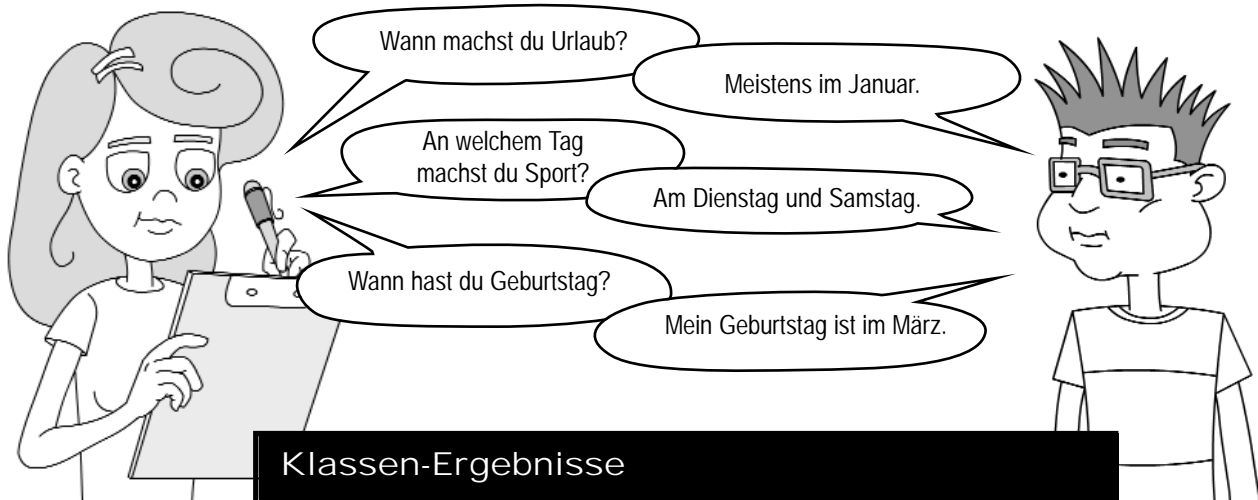 Wann machst du Urlaub?
Meistens im Januar.
An welchem Tag
machst du Sport?
Am Dienstag und Samstag.
Wann hast du Geburtstag?
Mein Geburtstag ist im März.
Klassen-Ergebnisse